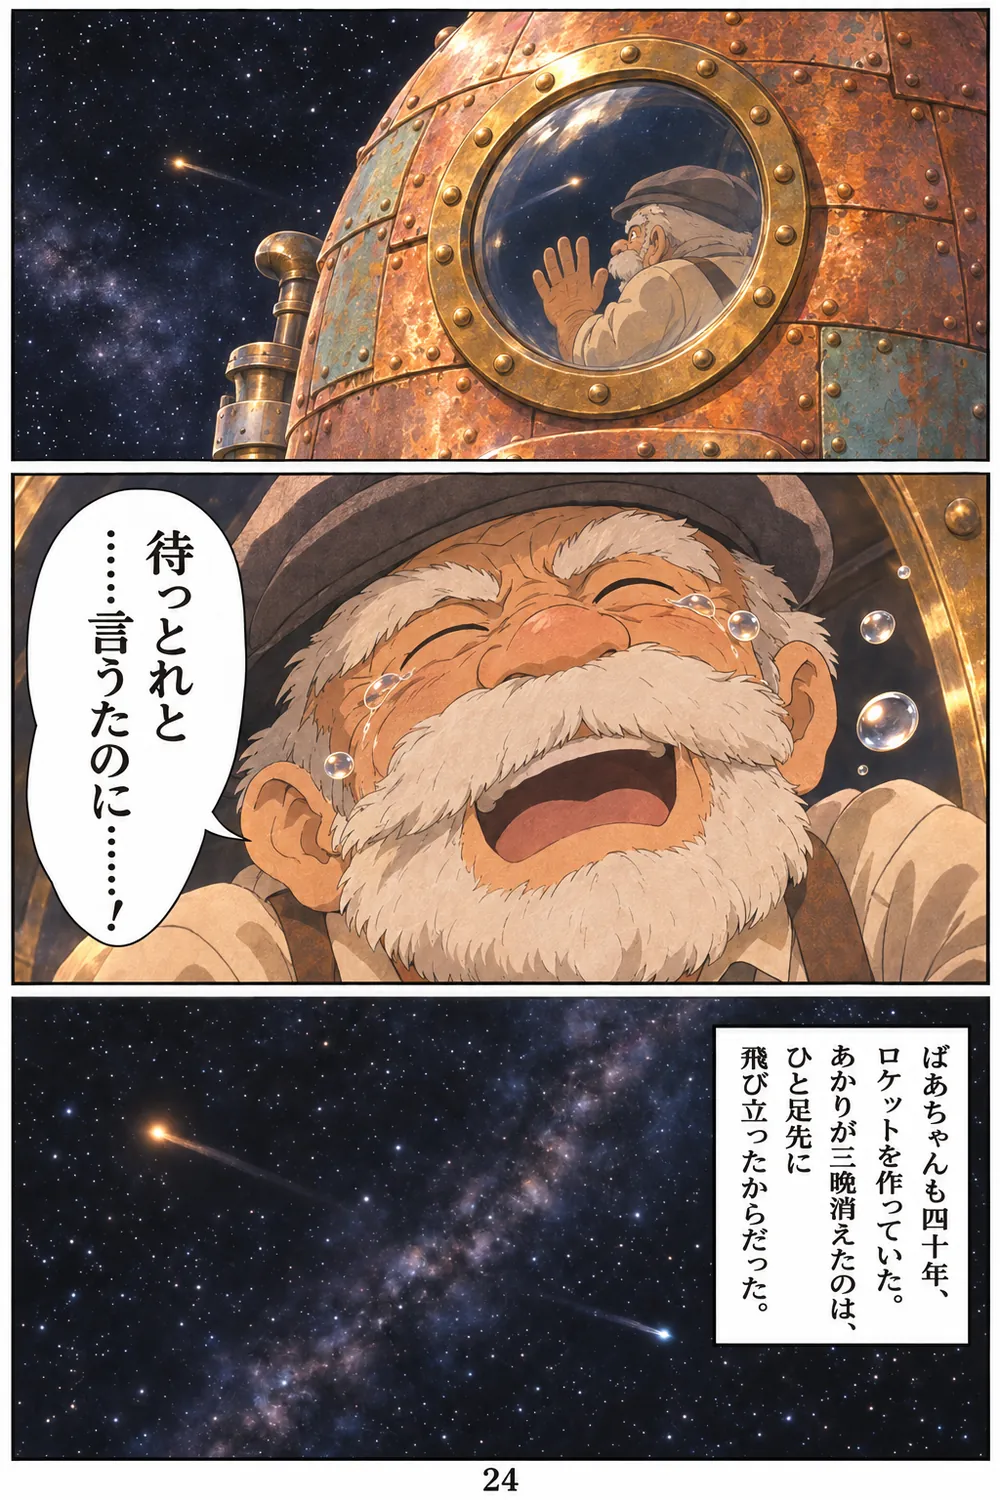 待っとれと
……言うたのに……！
ばあちゃんも四十年、
ロケットを作っていた。
あかりが三晩消えたのは、
ひと足先に
飛び立ったからだった。
24